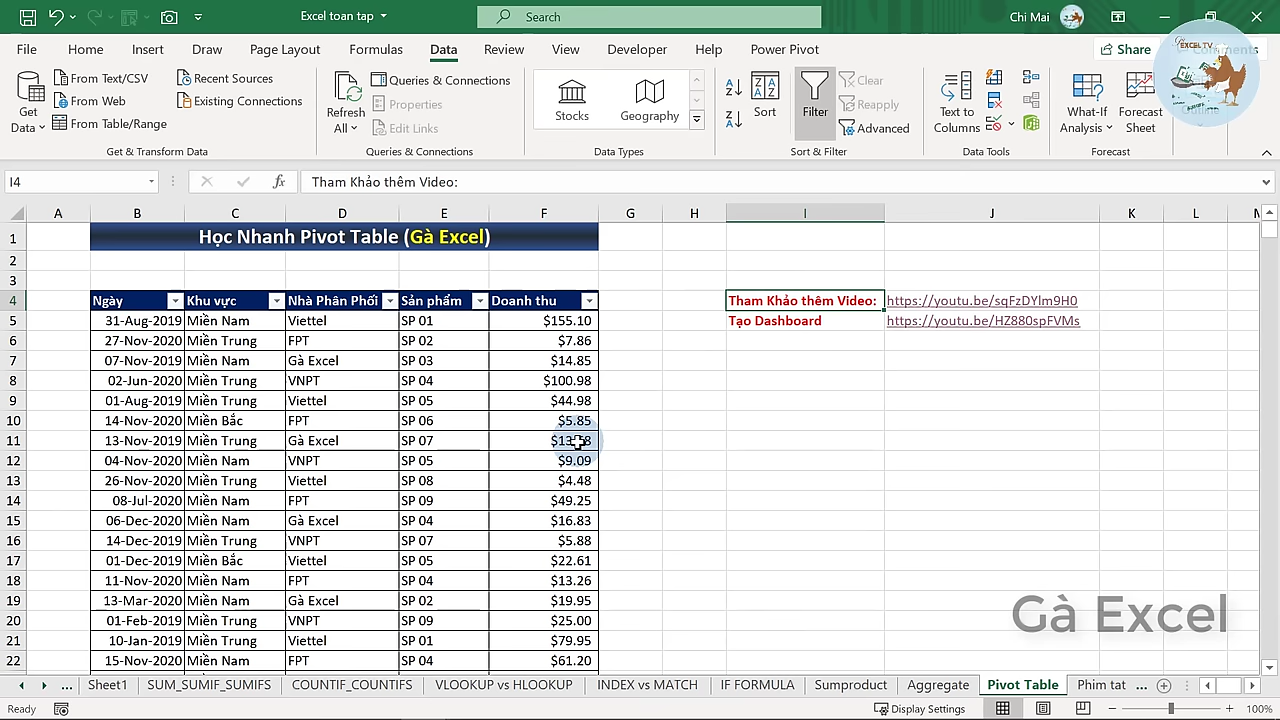 Excel toan tap
Search
Chi Mai
File Home Insert Draw Page Layout Formulas Data Review View Developer Help Power Pivot Share Comments
EXCEL TV
Get Data
From Text/CSV
From Web
From Table/Range
Recent Sources
Existing Connections
Get & Transform Data
Refresh All
Queries & Connections
Properties
Edit Links
Queries & Connections
Stocks
Geography
Data Types
Sort
Filter
Clear
Reapply
Advanced
Sort & Filter
Text to Columns
Data Tools
What-If Analysis
Forecast Sheet
Forecast
Outline
I4 fx Tham Khảo thêm Video:
A B C D E F G H I J K L M
1 Học Nhanh Pivot Table (Gà Excel)
2
3
4 Ngày Khu vực Nhà Phân Phối Sản phẩm Doanh thu Tham Khảo thêm Video: https://youtu.be/sqFzDYlm9H0
5 31-Aug-2019 Miền Nam Viettel SP 01 $155.10 Tạo Dashboard https://youtu.be/HZ880spFVMs
6 27-Nov-2020 Miền Trung FPT SP 02 $7.86
7 07-Nov-2019 Miền Nam Gà Excel SP 03 $14.85
8 02-Jun-2020 Miền Trung VNPT SP 04 $100.98
9 01-Aug-2019 Miền Trung Viettel SP 05 $44.98
10 14-Nov-2020 Miền Bắc FPT SP 06 $5.85
11 13-Nov-2019 Miền Trung Gà Excel SP 07
12 04-Nov-2020 Miền Nam VNPT SP 05 $9.09
13 26-Nov-2020 Miền Trung Viettel SP 08 $4.48
14 08-Jul-2020 Miền Nam FPT SP 09 $49.25
15 06-Dec-2020 Miền Nam Gà Excel SP 04 $16.83
16 14-Dec-2019 Miền Trung VNPT SP 07 $5.88
17 01-Dec-2019 Miền Bắc Viettel SP 05 $22.61
18 11-Nov-2020 Miền Nam FPT SP 04 $13.26
19 13-Mar-2020 Miền Nam Gà Excel SP 02 $19.95
20 01-Feb-2019 Miền Trung VNPT SP 09 $25.00
21 10-Jan-2019 Miền Trung Viettel SP 01 $79.95
22 15-Nov-2020 Miền Nam FPT SP 04 $61.20
Gà Excel
... Sheet1 SUM_SUMIF_SUMIFS COUNTIF_COUNTIFS VLOOKUP vs HLOOKUP INDEX vs MATCH IF FORMULA Sumproduct Aggregate Pivot Table Phim tat ...
Ready Display Settings 100%